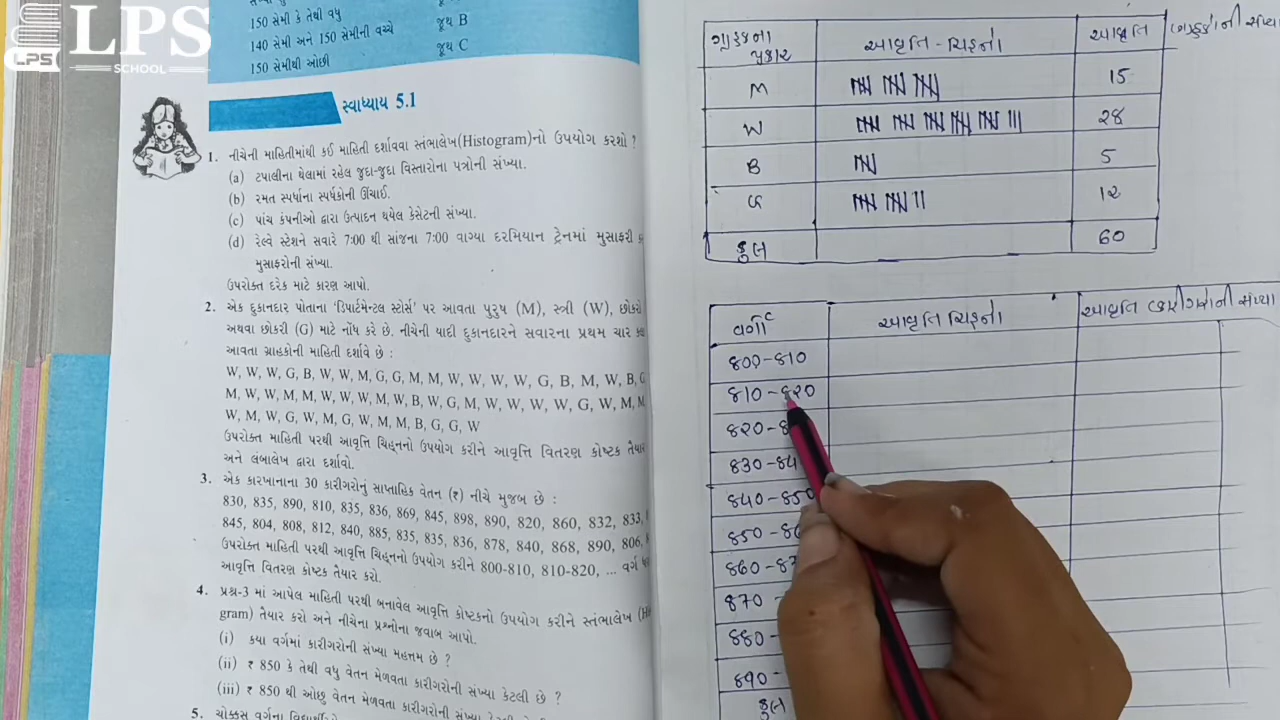 LPS
SCHOOL
LPS
150 સેમી કે તેથી વધુ
જૂથ B
140 સેમી અને 150 સેમીની વચ્ચે
જૂથ C
150 સેમીથી ઓછી
સ્વાધ્યાય 5.1
1. નીચેની માહિતીમાંથી કઈ માહિતી દર્શાવવા સ્તંભાલેખ(Histogram)નો ઉપયોગ કરશો ?
(a) ટપાલીના થેલામાં રહેલ જુદા-જુદા વિસ્તારોના પત્રોની સંખ્યા.
(b) રમત સ્પર્ધાના સ્પર્ધકોની ઊંચાઈ.
(c) પાંચ કંપનીઓ દ્વારા ઉત્પાદન થયેલ કેસેટની સંખ્યા.
(d) રેલ્વે સ્ટેશને સવારે 7:00 થી સાંજના 7:00 વાગ્યા દરમિયાન ટ્રેનમાં મુસાફરી
મુસાફરોની સંખ્યા.
ઉપરોક્ત દરેક માટે કારણ આપો.
2. એક દુકાનદાર પોતાના 'ડિપાર્ટમેન્ટલ સ્ટોર્સ' પર આવતા પુરુષ (M), સ્ત્રી (W), છોકરો
અથવા છોકરી (G) માટે નોંધ કરે છે. નીચેની યાદી દુકાનદારને સવારના પ્રથમ ચાર
આવતા ગ્રાહકોની માહિતી દર્શાવે છે :
W, W, W, G, B, W, W, M, G, G, M, M, W, W, W, W, G, B, M, W, B, G
M, W, W, M, M, W, W, W, M, W, B, W, G, M, W, W, W, W, G, W, M, M
W, M, W, G, W, M, G, W, M, M, B, G, G, W
ઉપરોક્ત માહિતી પરથી આવૃત્તિ ચિહ્નનો ઉપયોગ કરીને આવૃત્તિ વિતરણ કોષ્ટક તૈયાર
અને લંબાલેખ દ્વારા દર્શાવો.
3. એક કારખાનાના 30 કારીગરોનું સાપ્તાહિક વેતન (₹) નીચે મુજબ છે :
830, 835, 890, 810, 835, 836, 869, 845, 898, 890, 820, 860, 832, 833,
845, 804, 808, 812, 840, 885, 835, 835, 836, 878, 840, 868, 890, 806,
ઉપરોક્ત માહિતી પરથી આવૃત્તિ ચિહ્નનો ઉપયોગ કરીને 800-810, 810-820, ... વર્ગ
આવૃત્તિ વિતરણ કોષ્ટક તૈયાર કરો.
4. પ્રશ્ન-3 માં આપેલ માહિતી પરથી બનાવેલ આવૃત્તિ કોષ્ટકનો ઉપયોગ કરીને સ્તંભાલેખ
gram) તૈયાર કરો અને નીચેના પ્રશ્નોના જવાબ આપો.
(i) કયા વર્ગમાં કારીગરોની સંખ્યા મહત્તમ છે ?
(ii) ₹ 850 કે તેથી વધુ વેતન મેળવતા કારીગરોની સંખ્યા કેટલી છે ?
(iii) ₹ 850 થી ઓછુ વેતન મેળવતા કારીગરોની સંખ્યા
5. ચોક્કસ વર્ગના
ગ્રાહકના પ્રકાર આવૃતિ-ચિહ્નો આવૃતિ (ગ્રાહકોની સંખ્યા
M 15
W 28
B 5
G 12
કુલ 60
વર્ગો આવૃતિ ચિહ્નો આવૃતિ (કારીગરોની સંખ્યા
800-810
810-820
820-
830-84
840-850
850-86
860-8
870 -
880 -
890 -
કુલ